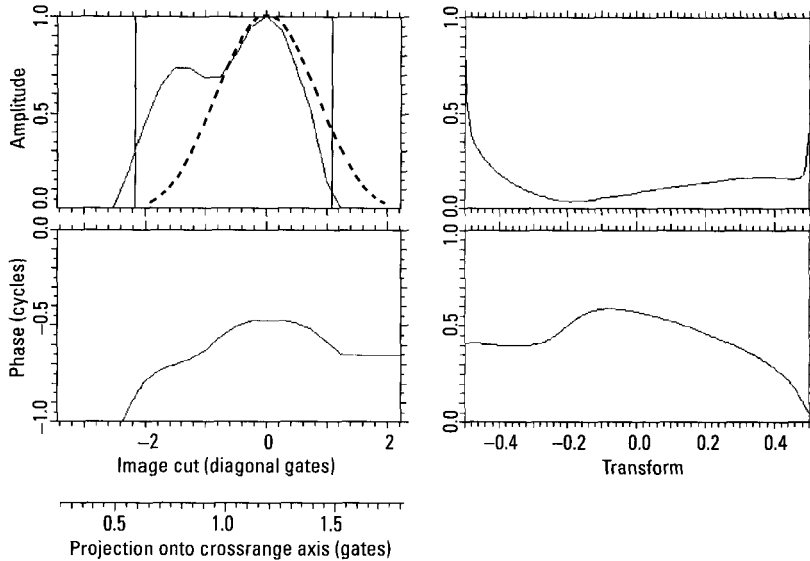 1.0
0.5
0.0
Amplitude
1.0
0.5
0.0
0.0
−0.5
−1.0
Phase (cycles)
−2 0 2
Image cut (diagonal gates)
1.0
0.5
0.0
−0.4 −0.2 0.0 0.2 0.4
Transform
0.5 1.0 1.5
Projection onto crossrange axis (gates)